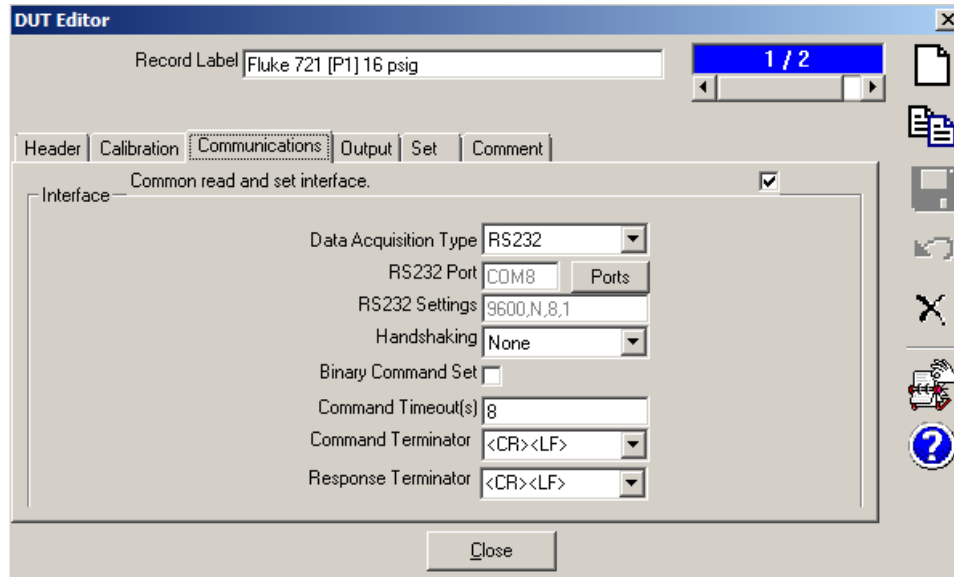 DUT Editor
Record Label Fluke 721 [P1] 16 psig
1 / 2
Header Calibration Communications Output Set Comment
Common read and set interface.
Interface
Data Acquisition Type RS232
RS232 Port COM8 Ports
RS232 Settings 9600,N,8,1
Handshaking None
Binary Command Set
Command Timeout(s) 8
Command Terminator <CR><LF>
Response Terminator <CR><LF>
Close